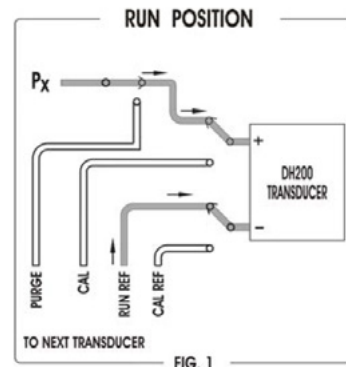 RUN POSITION
Px
+
DH200
TRANSDUCER
−
PURGE
CAL
RUN REF
CAL REF
TO NEXT TRANSDUCER
FIG. 1